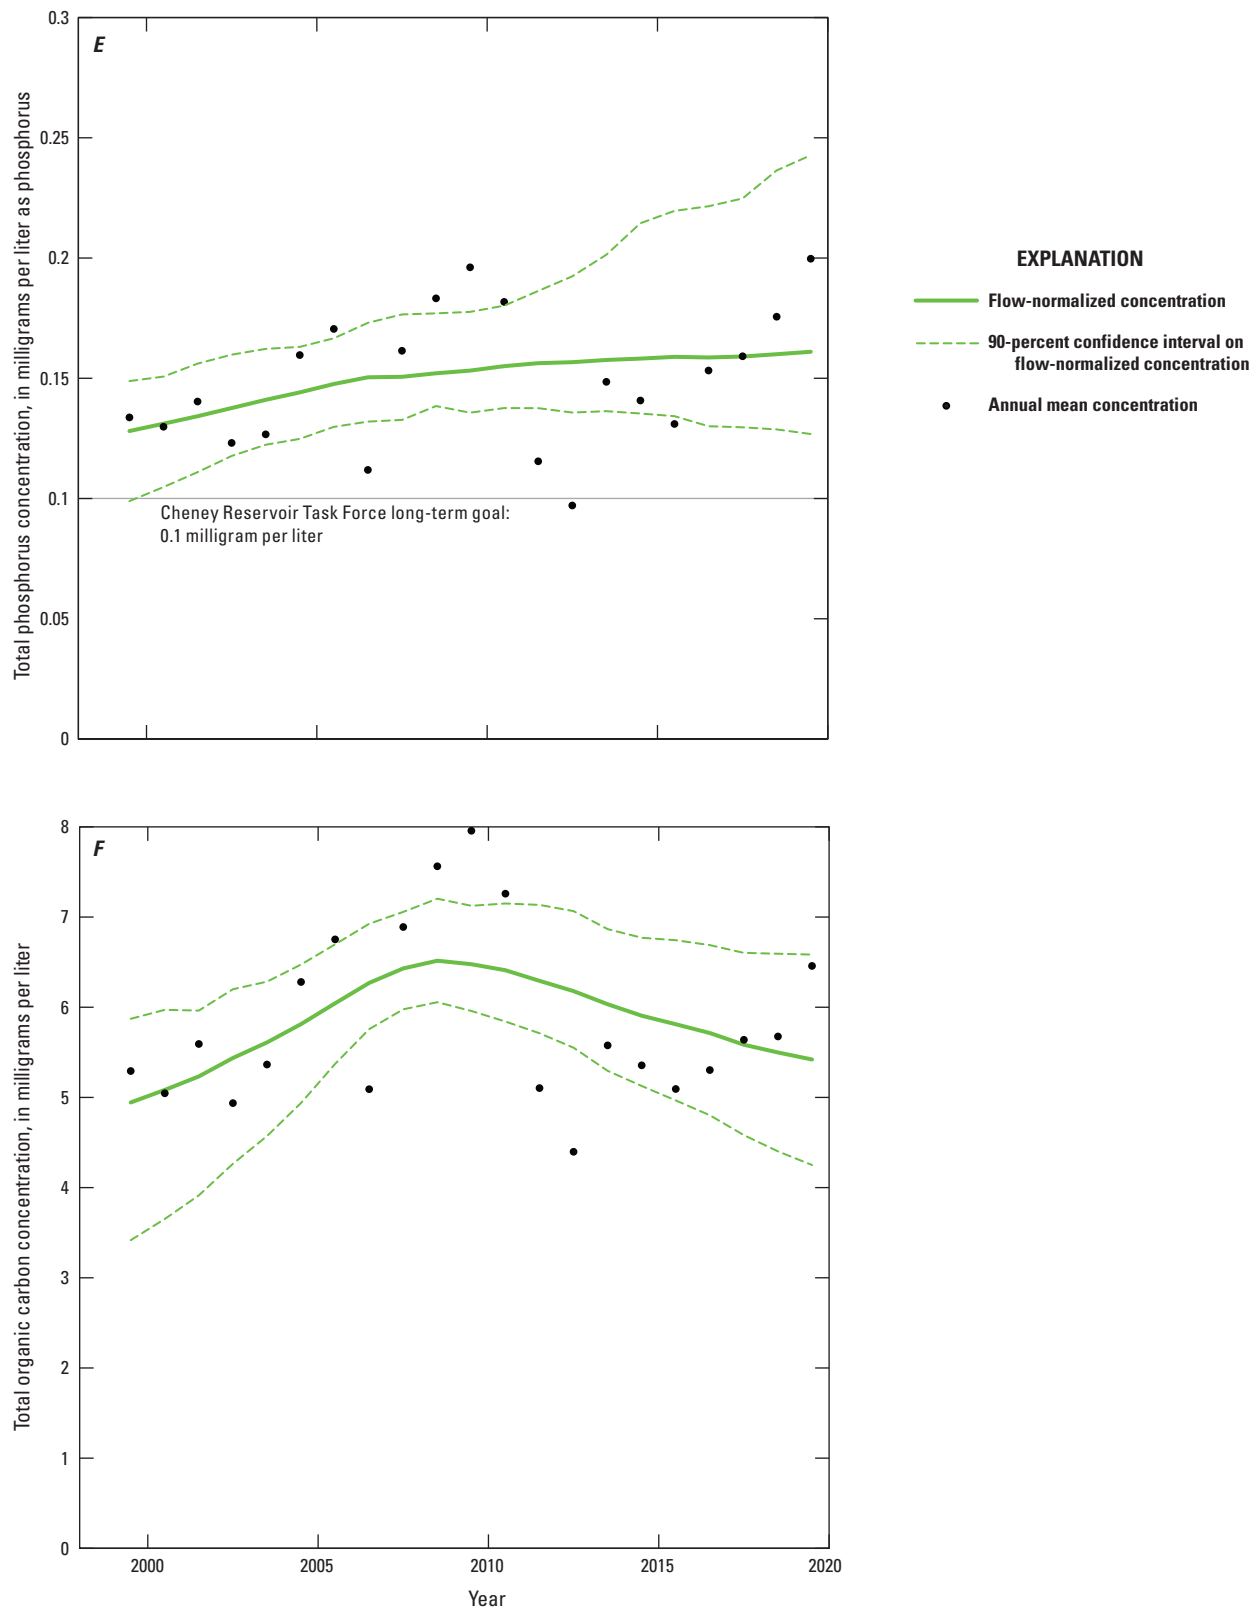 E
Total phosphorus concentration, in milligrams per liter as phosphorus
0.3
0.25
0.2
0.15
0.1
0.05
0
Cheney Reservoir Task Force long-term goal:
0.1 milligram per liter
EXPLANATION
Flow-normalized concentration
90-percent confidence interval on
flow-normalized concentration
Annual mean concentration
F
Total organic carbon concentration, in milligrams per liter
8
7
6
5
4
3
2
1
0
2000 2005 2010 2015 2020
Year